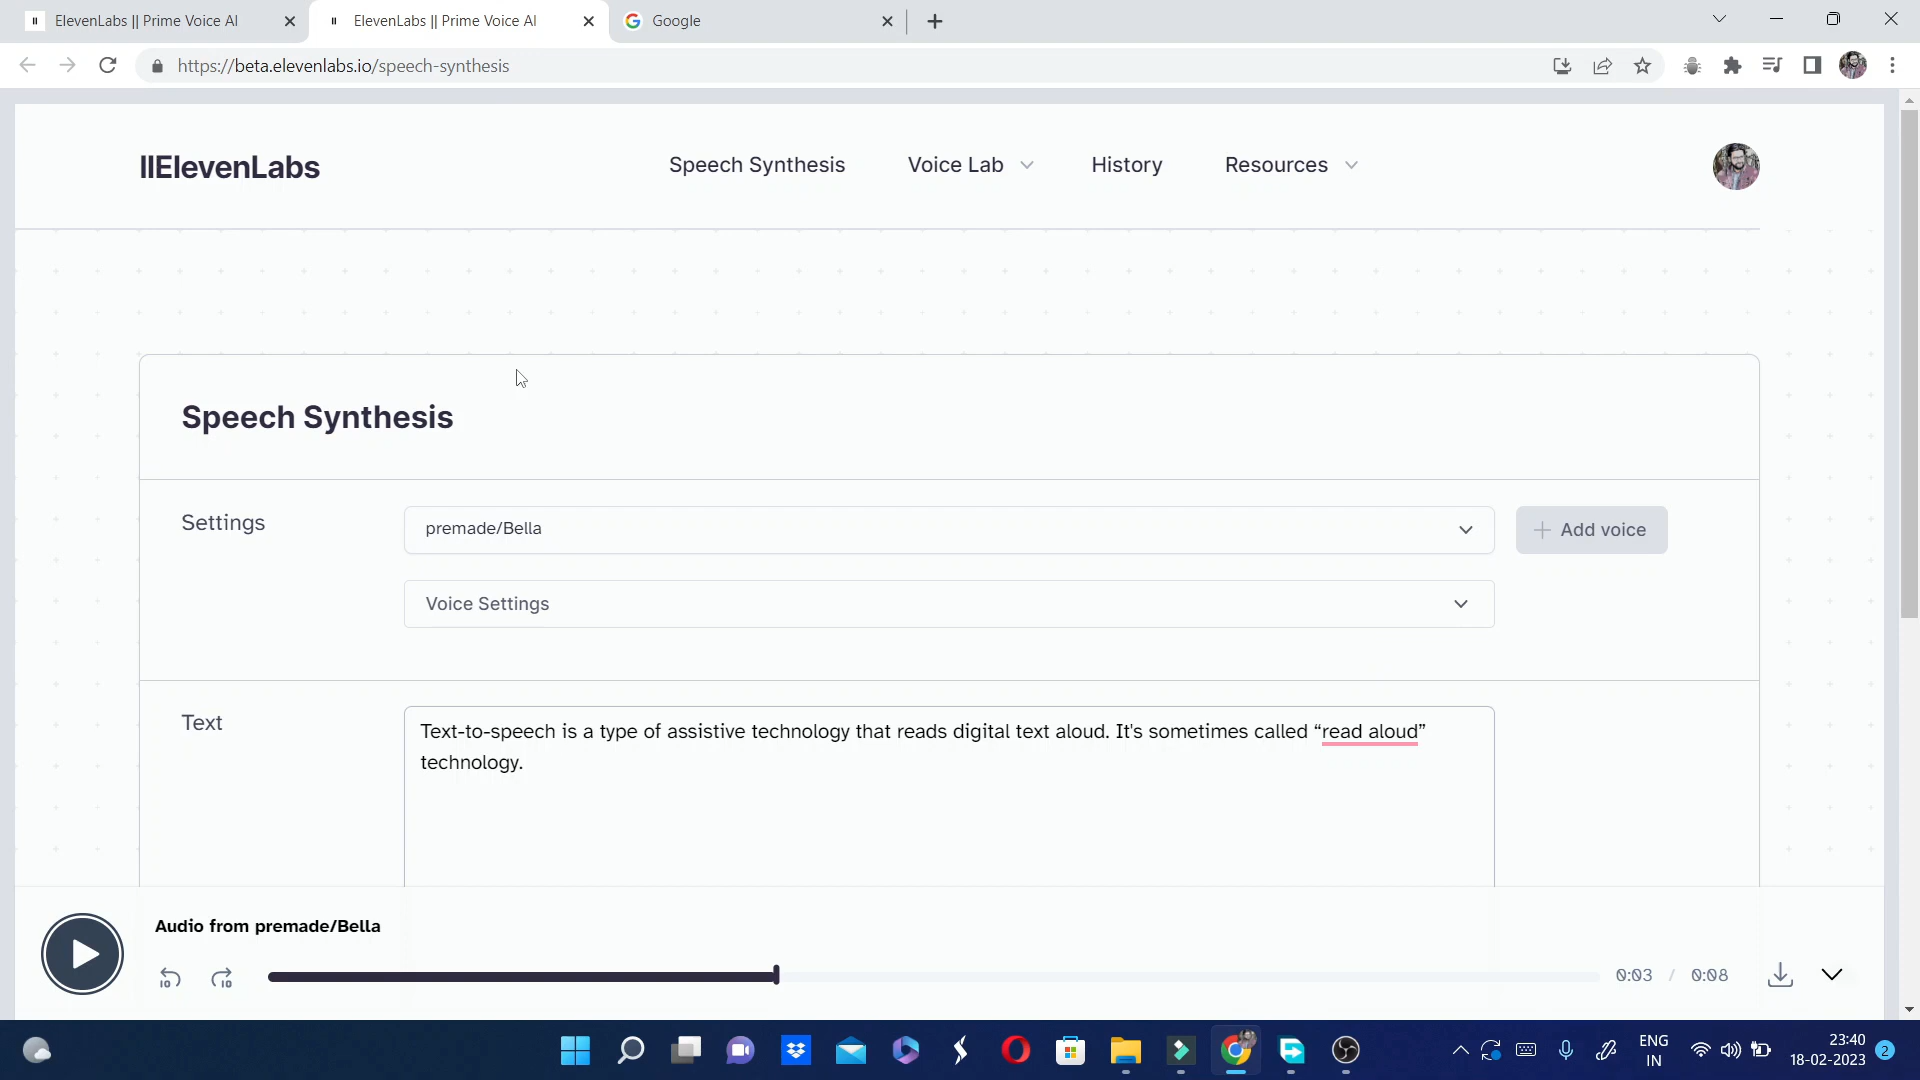 ElevenLabs || Prime Voice AI
ElevenLabs || Prime Voice AI
Google
https://beta.elevenlabs.io/speech-synthesis
llElevenLabs
Speech Synthesis
Voice Lab
History
Resources
Speech Synthesis
Settings
premade/Bella
+ Add voice
Voice Settings
Text
Text-to-speech is a type of assistive technology that reads digital text aloud. It's sometimes called “read aloud”
technology.
Audio from premade/Bella
10
10
0:03 / 0:08
ENG
IN
23:40
18-02-2023
2